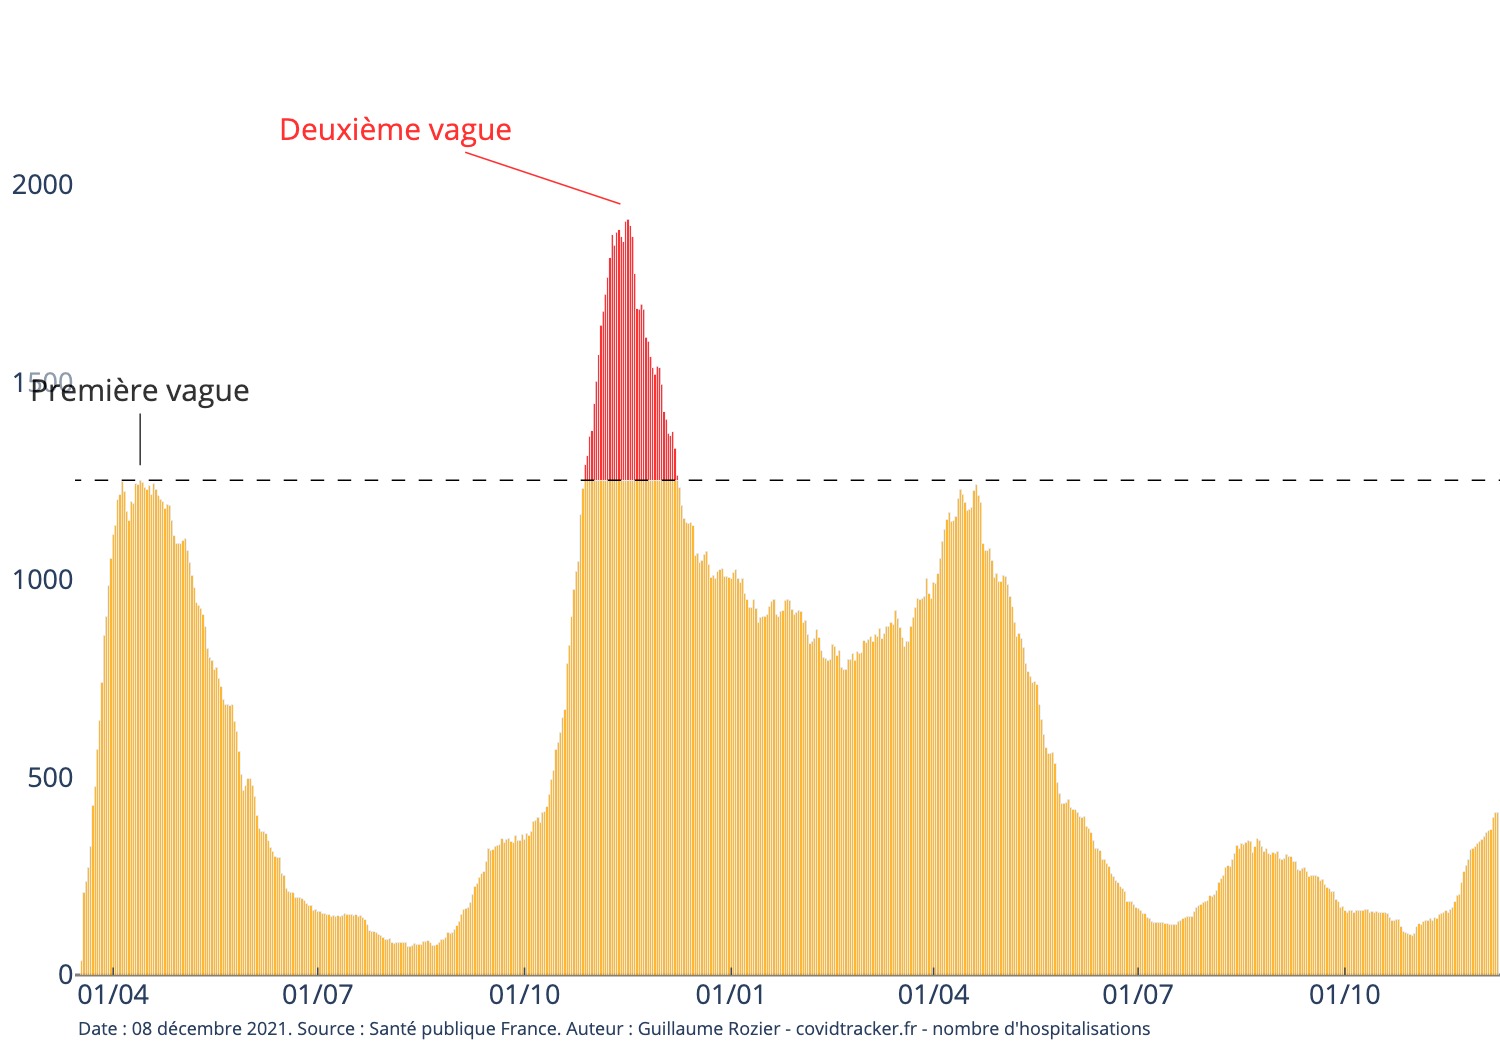 Deuxième vague
2000
1500
Première vague
1000
500
0
01/04 01/07 01/10 01/01 01/04 01/07 01/10
Date : 08 décembre 2021. Source : Santé publique France. Auteur : Guillaume Rozier - covidtracker.fr - nombre d'hospitalisations